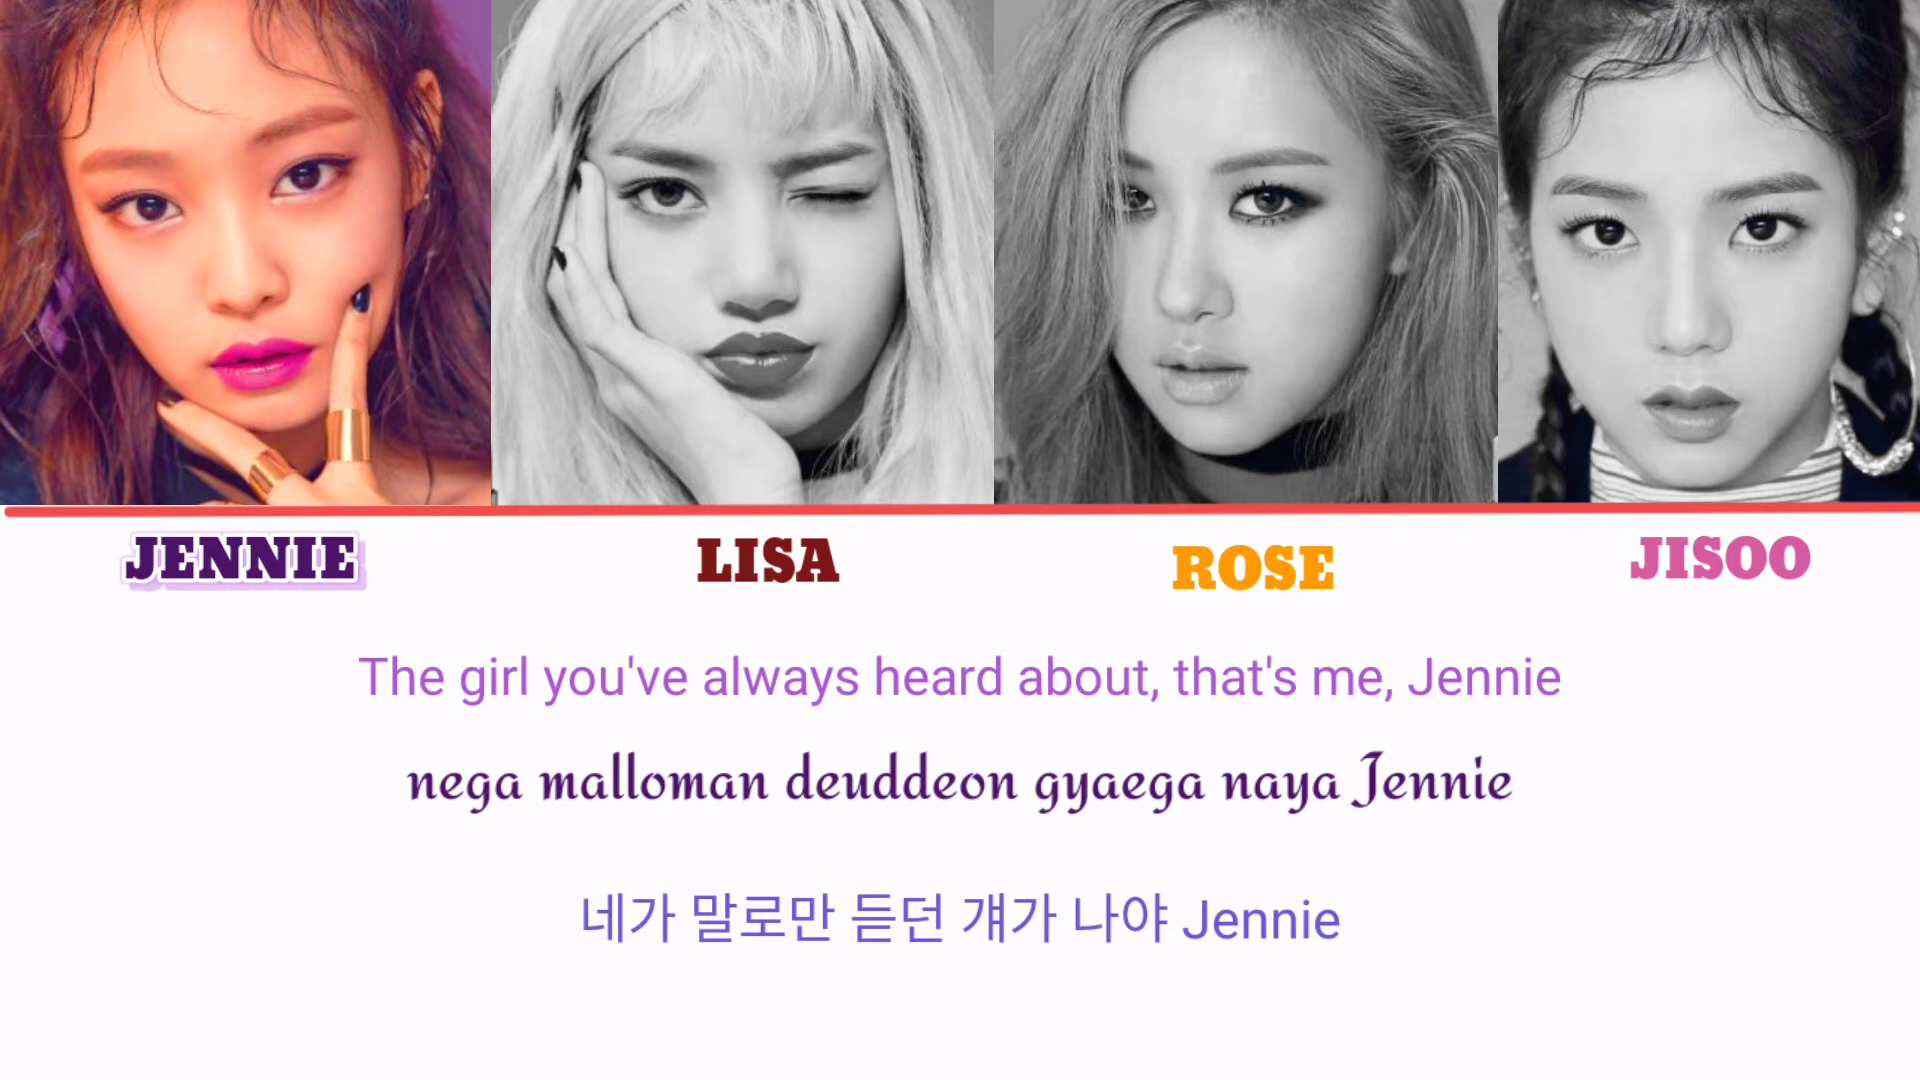 JENNIE
LISA
ROSE
JISOO
The girl you've always heard about, that's me, Jennie
nega malloman deuddeon gyaega naya Jennie
네가 말로만 듣던 걔가 나야 Jennie